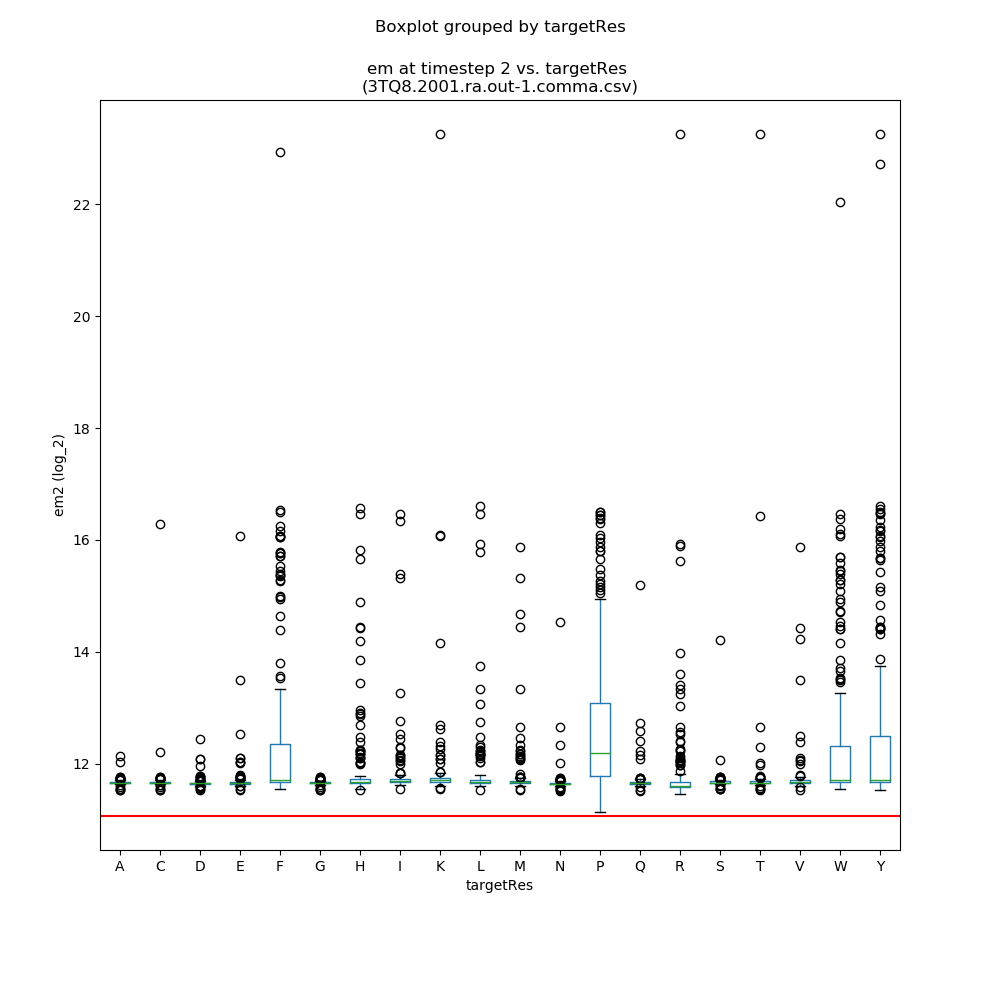 Boxplot grouped by targetRes
em at timestep 2 vs. targetRes
(3TQ8.2001.ra.out-1.comma.csv)
22
20
18
16
14
12
em2 (log_2)
A C D E F G H I K L M N P Q R S T V W Y
targetRes